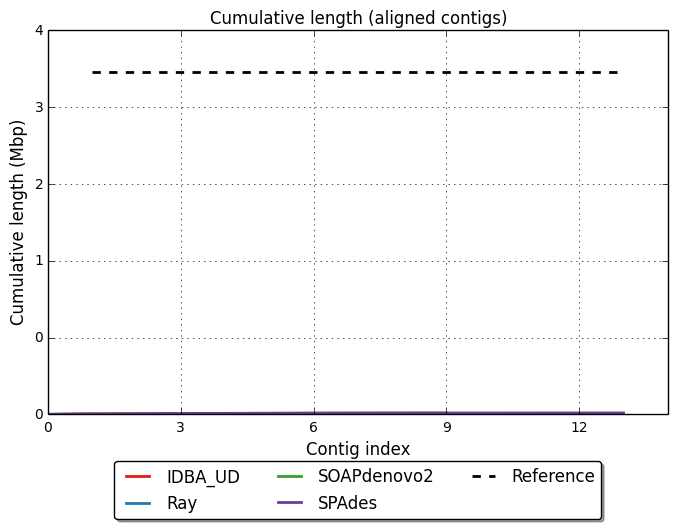 Cumulative length (aligned contigs)
4
3
2
1
0
0
Cumulative length (Mbp)
0 3 6 9 12
Contig index
IDBA_UD SOAPdenovo2 Reference
Ray SPAdes